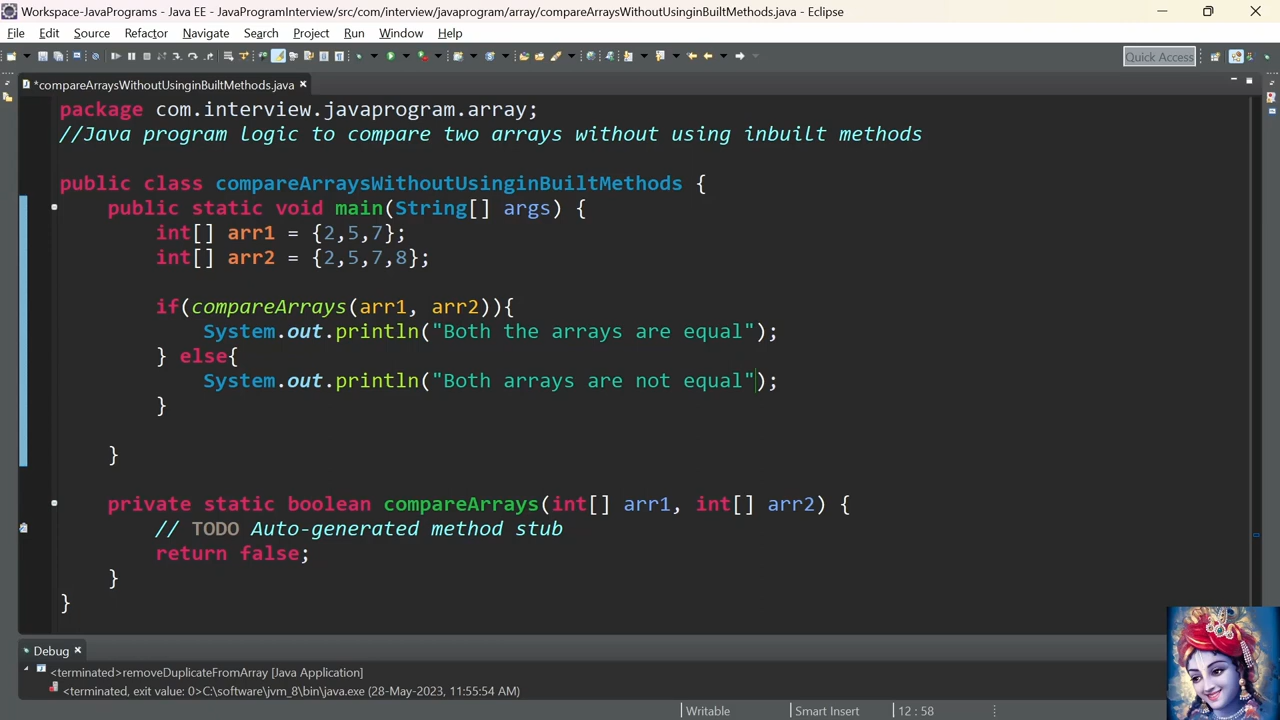 Workspace-JavaPrograms - Java EE - JavaProgramInterview/src/com/interview/javaprogram/array/compareArraysWithoutUsinginBuiltMethods.java - Eclipse
File Edit Source Refactor Navigate Search Project Run Window Help
Quick Access
*compareArraysWithoutUsinginBuiltMethods.java
package com.interview.javaprogram.array;
//Java program logic to compare two arrays without using inbuilt methods
public class compareArraysWithoutUsinginBuiltMethods {
public static void main(String[] args) {
int[] arr1 = {2,5,7};
int[] arr2 = {2,5,7,8};
if(compareArrays(arr1, arr2)){
System.out.println("Both the arrays are equal");
} else{
System.out.println("Both arrays are not equal");
}
}
private static boolean compareArrays(int[] arr1, int[] arr2) {
// TODO Auto-generated method stub
return false;
}
}
Debug
<terminated>removeDuplicateFromArray [Java Application]
<terminated, exit value: 0>C:\software\jvm_8\bin\java.exe (28-May-2023, 11:55:54 AM)
Writable Smart Insert 12 : 58